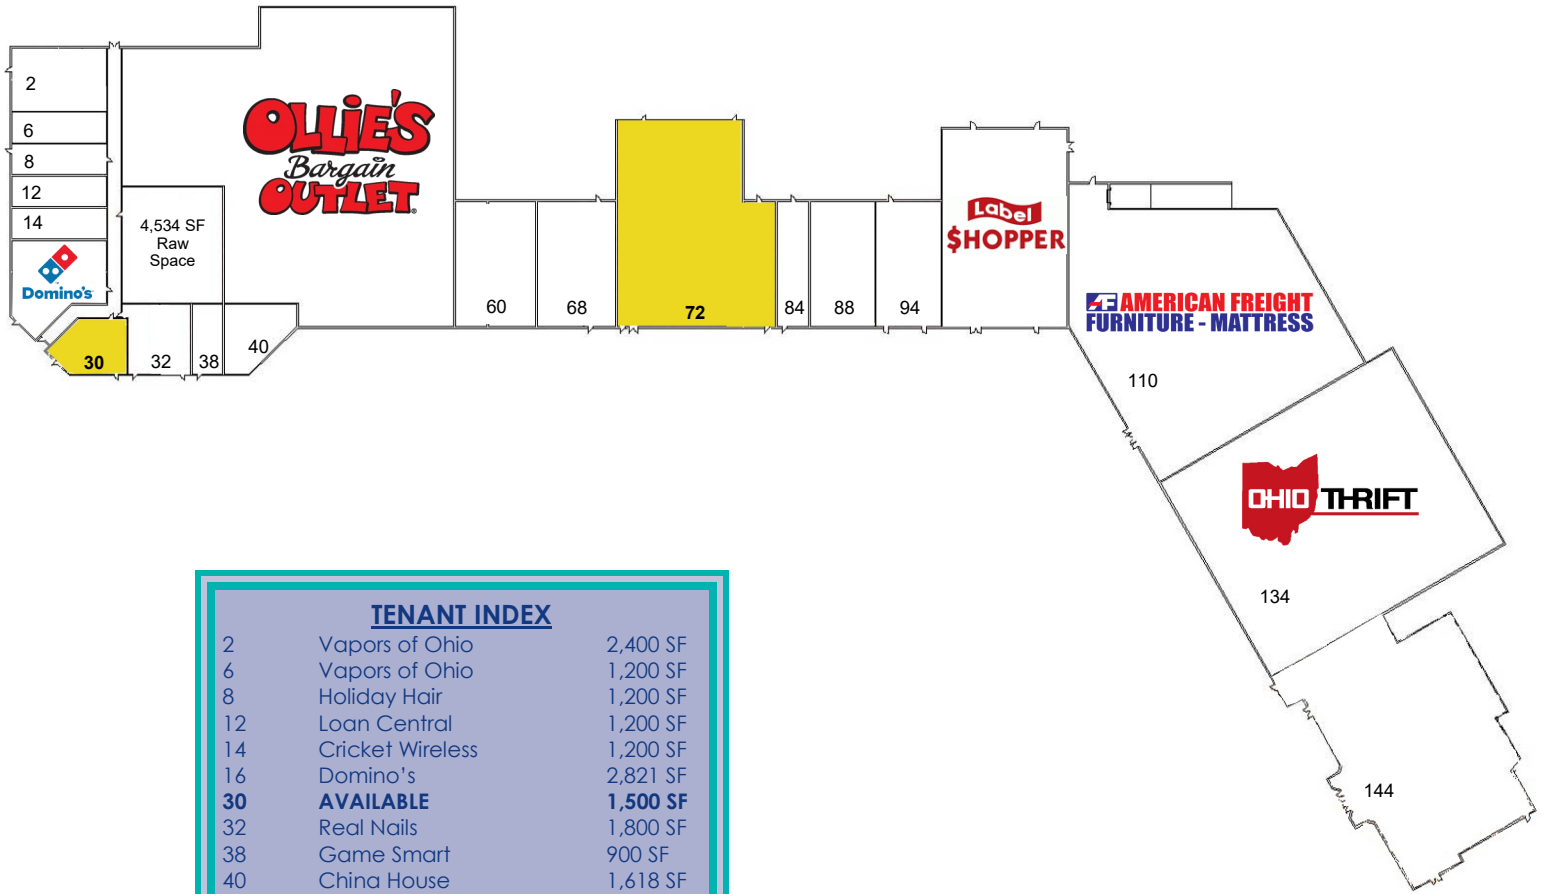 2
6
8
12
14
Domino's
30
32
38
40
4,534 SF
Raw
Space
OLLIE'S
Bargain
OUTLET
60
68
72
84
88
94
Label
$HOPPER
AF AMERICAN FREIGHT
FURNITURE - MATTRESS
110
OHIO THRIFT
134
144
TENANT INDEX
2 Vapors of Ohio 2,400 SF
6 Vapors of Ohio 1,200 SF
8 Holiday Hair 1,200 SF
12 Loan Central 1,200 SF
14 Cricket Wireless 1,200 SF
16 Domino's 2,821 SF
30 AVAILABLE 1,500 SF
32 Real Nails 1,800 SF
38 Game Smart 900 SF
40 China House 1,618 SF